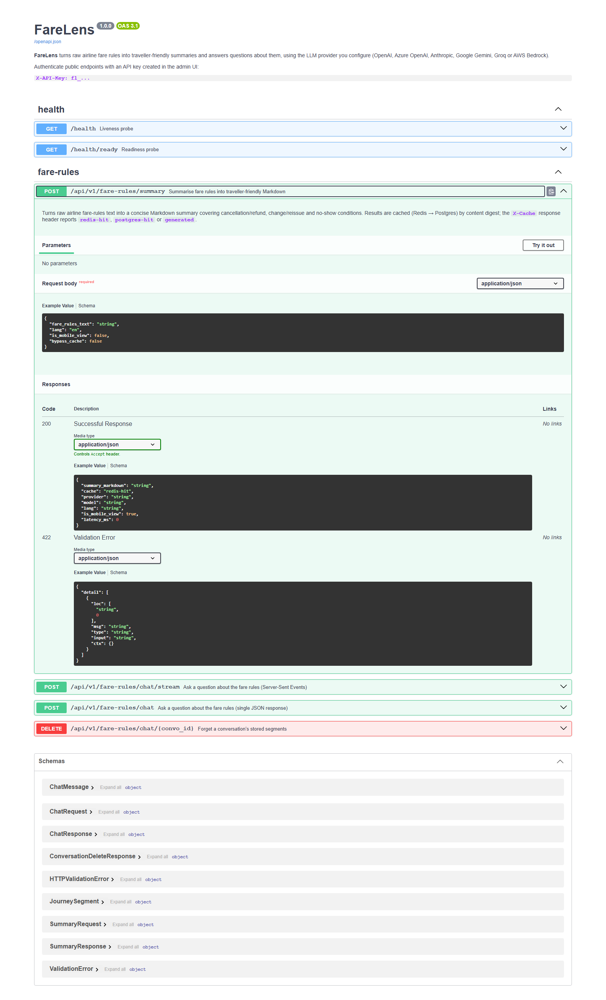 FareLens 1.0.0 OAS 3.1
/openapi.json
FareLens turns raw airline fare rules into traveller-friendly summaries and answers questions about them, using the LLM provider you configure (OpenAI, Azure OpenAI, Anthropic, Google Gemini, Groq or AWS Bedrock).
Authenticate public endpoints with an API key created in the admin UI:
X-API-Key: fl_...
health
GET /health Liveness probe
GET /health/ready Readiness probe
fare-rules
POST /api/v1/fare-rules/summary Summarise fare rules into traveller-friendly Markdown
Turns raw airline fare-rules text into a concise Markdown summary covering cancellation/refund, change/reissue and no-show conditions. Results are cached (Redis → Postgres) by content digest; the X-Cache response
header reports redis-hit, postgres-hit or generated.
Parameters Try it out
No parameters
Request body required application/json
Example Value Schema
{
"fare_rules_text": "string",
"lang": "en",
"is_mobile_view": false,
"bypass_cache": false
}
Responses
Code Description Links
200 Successful Response No links
Media type
application/json
Controls Accept header.
Example Value Schema
{
"summary_markdown": "string",
"cache": "redis-hit",
"provider": "string",
"model": "string",
"lang": "string",
"is_mobile_view": true,
"latency_ms": 0
}
422 Validation Error No links
Media type
application/json
Example Value Schema
{
"detail": [
{
"loc": [
"string",
0
],
"msg": "string",
"type": "string",
"input": "string",
"ctx": {}
}
]
}
POST /api/v1/fare-rules/chat/stream Ask a question about the fare rules (Server-Sent Events)
POST /api/v1/fare-rules/chat Ask a question about the fare rules (single JSON response)
DELETE /api/v1/fare-rules/chat/{convo_id} Forget a conversation's stored segments
Schemas
ChatMessage Expand all object
ChatRequest Expand all object
ChatResponse Expand all object
ConversationDeleteResponse Expand all object
HTTPValidationError Expand all object
JourneySegment Expand all object
SummaryRequest Expand all object
SummaryResponse Expand all object
ValidationError Expand all object